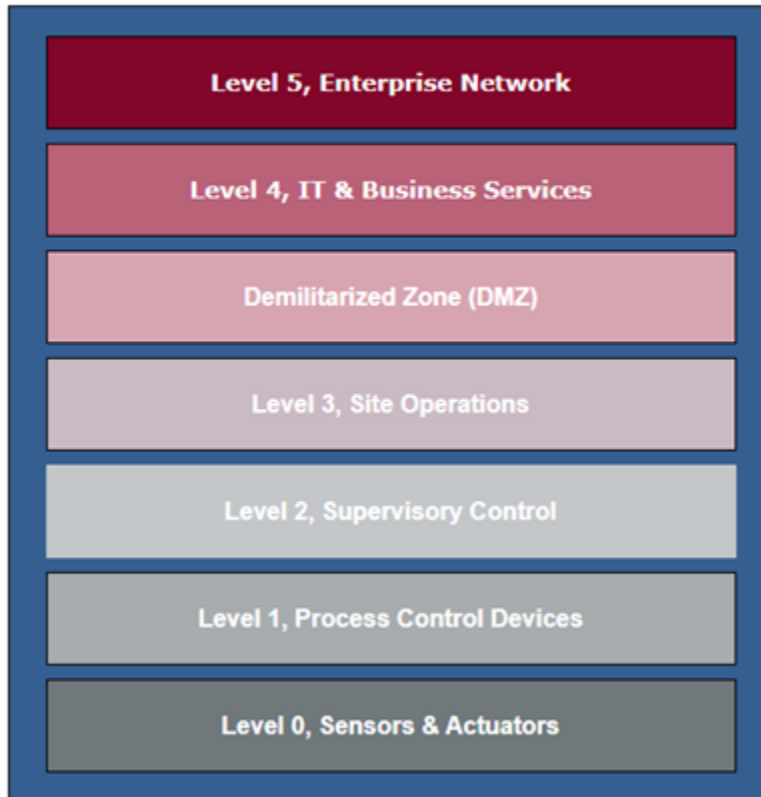 Level 5, Enterprise Network
Level 4, IT & Business Services
Demilitarized Zone (DMZ)
Level 3, Site Operations
Level 2, Supervisory Control
Level 1, Process Control Devices
Level 0, Sensors & Actuators